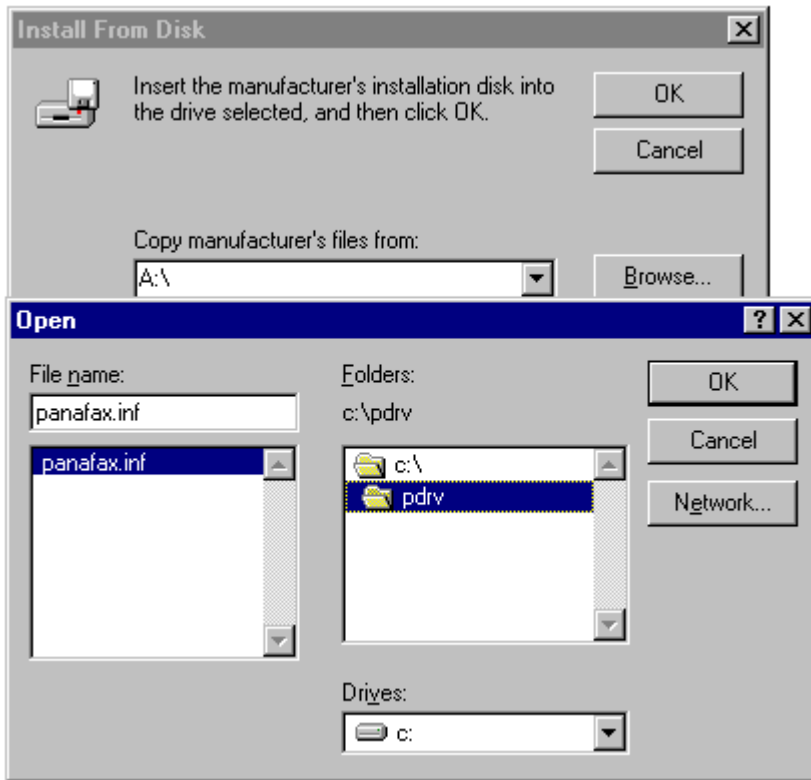 Install From Disk
Insert the manufacturer's installation disk into
the drive selected, and then click OK.
OK
Cancel
Copy manufacturer's files from:
A:\
Browse...
Open
File name:
panafax.inf
panafax.inf
Folders:
c:\pdrv
c:\
pdrv
Drives:
c:
OK
Cancel
Network...